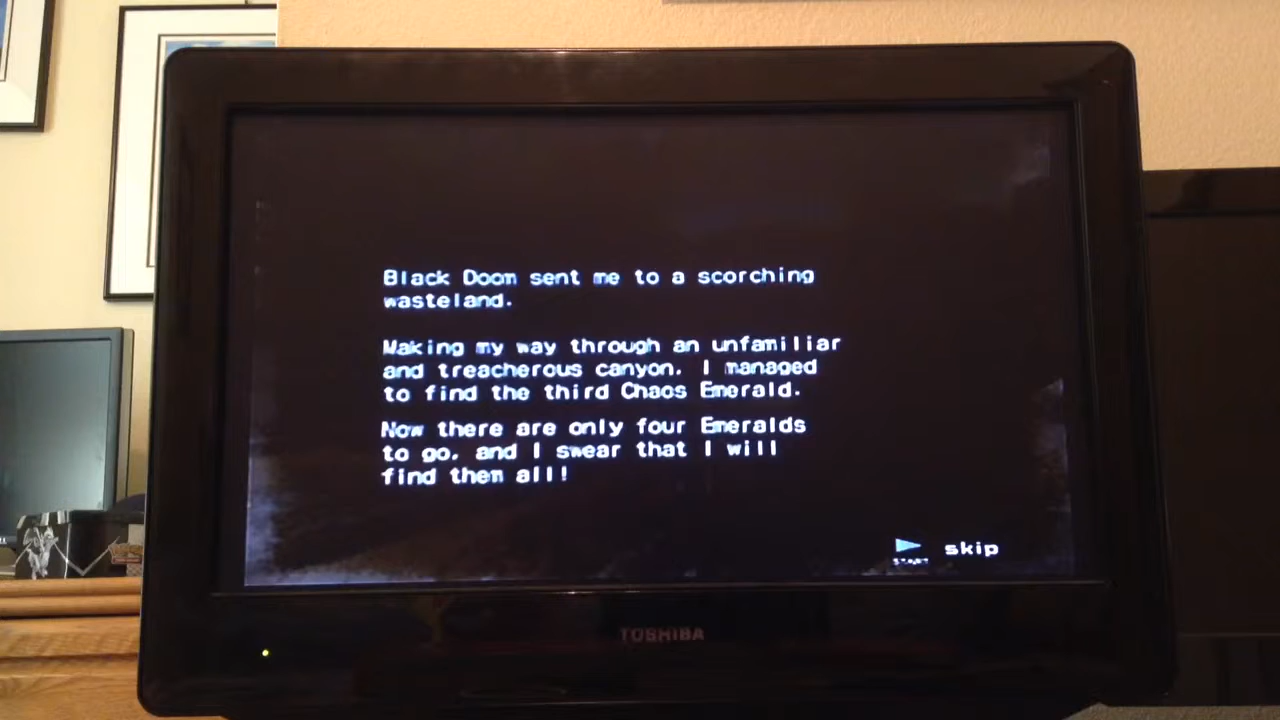 Black Doom sent me to a scorching
wasteland.
Making my way through an unfamiliar
and treacherous canyon, I managed
to find the third Chaos Emerald.
Now there are only four Emeralds
to go, and I swear that I will
find them all!
START skip
TOSHIBA